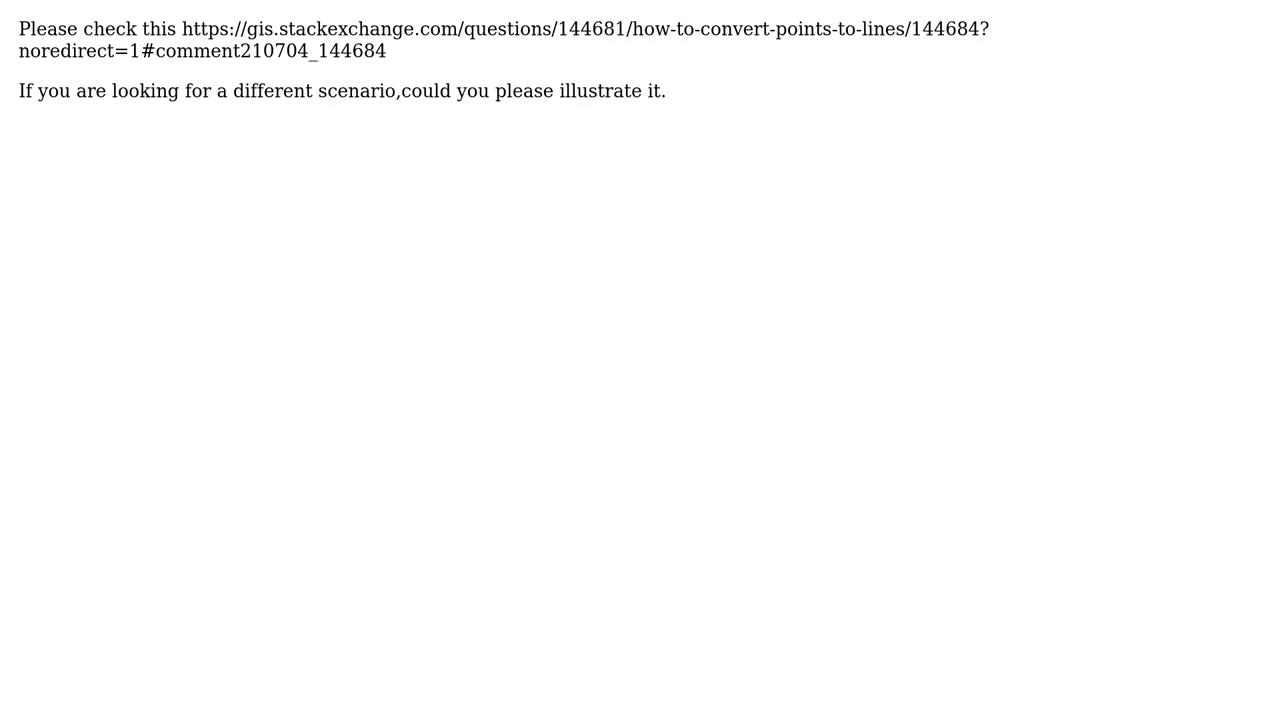 Please check this https://gis.stackexchange.com/questions/144681/how-to-convert-points-to-lines/144684?
noredirect=1#comment210704_144684
If you are looking for a different scenario,could you please illustrate it.